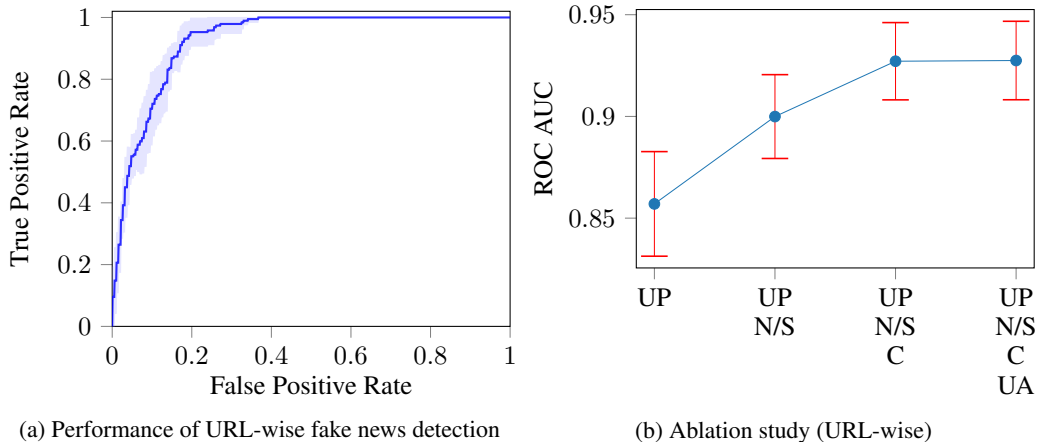 1
0.8
0.6
0.4
0.2
0
True Positive Rate
0 0.2 0.4 0.6 0.8 1
False Positive Rate
(a) Performance of URL-wise fake news detection
0.95
0.9
0.85
ROC AUC
UP UP UP UP
N/S N/S N/S
C C
UA
(b) Ablation study (URL-wise)